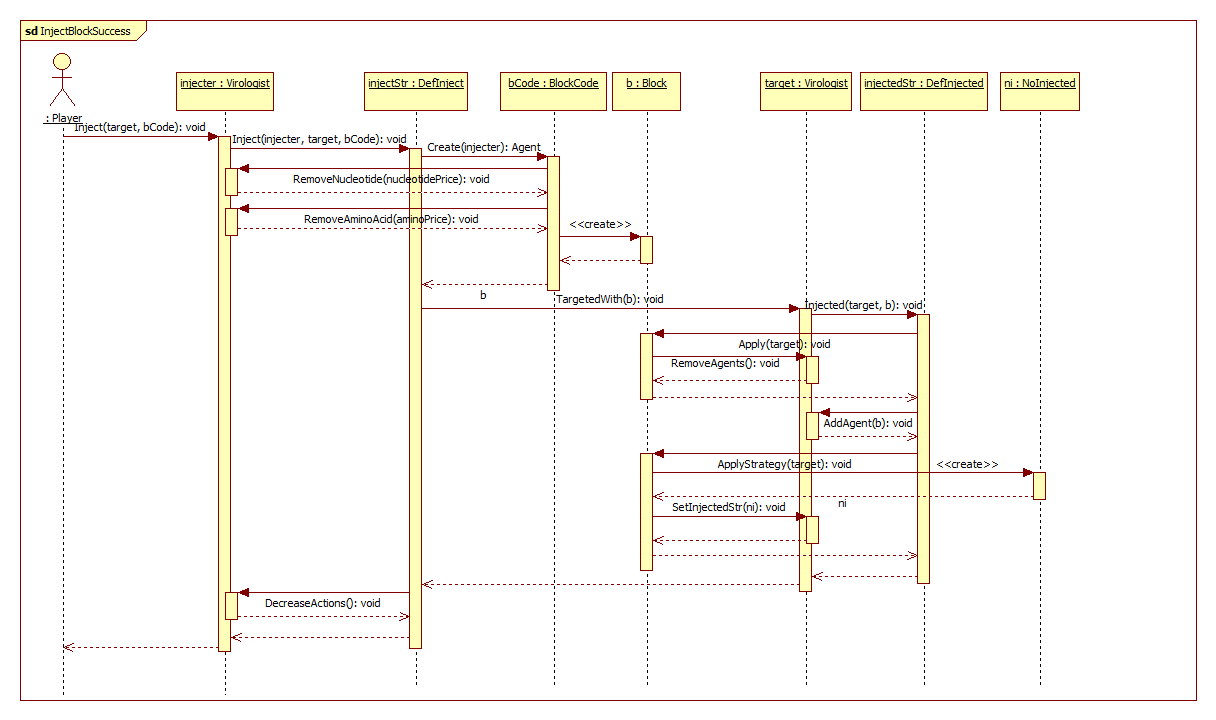 sd InjectBlockSuccess
: Player
injecter : Virologist
injectStr : DefInject
bCode : BlockCode
b : Block
target : Virologist
injectedStr : DefInjected
ni : NoInjected
Inject(target, bCode): void
Inject(injecter, target, bCode): void
Create(injecter): Agent
RemoveNucleotide(nucleotidePrice): void
RemoveAminoAcid(aminoPrice): void
<<create>>
b
TargetedWith(b): void
Injected(target, b): void
Apply(target): void
RemoveAgents(): void
AddAgent(b): void
ApplyStrategy(target): void
<<create>>
ni
SetInjectedStr(ni): void
DecreaseActions(): void